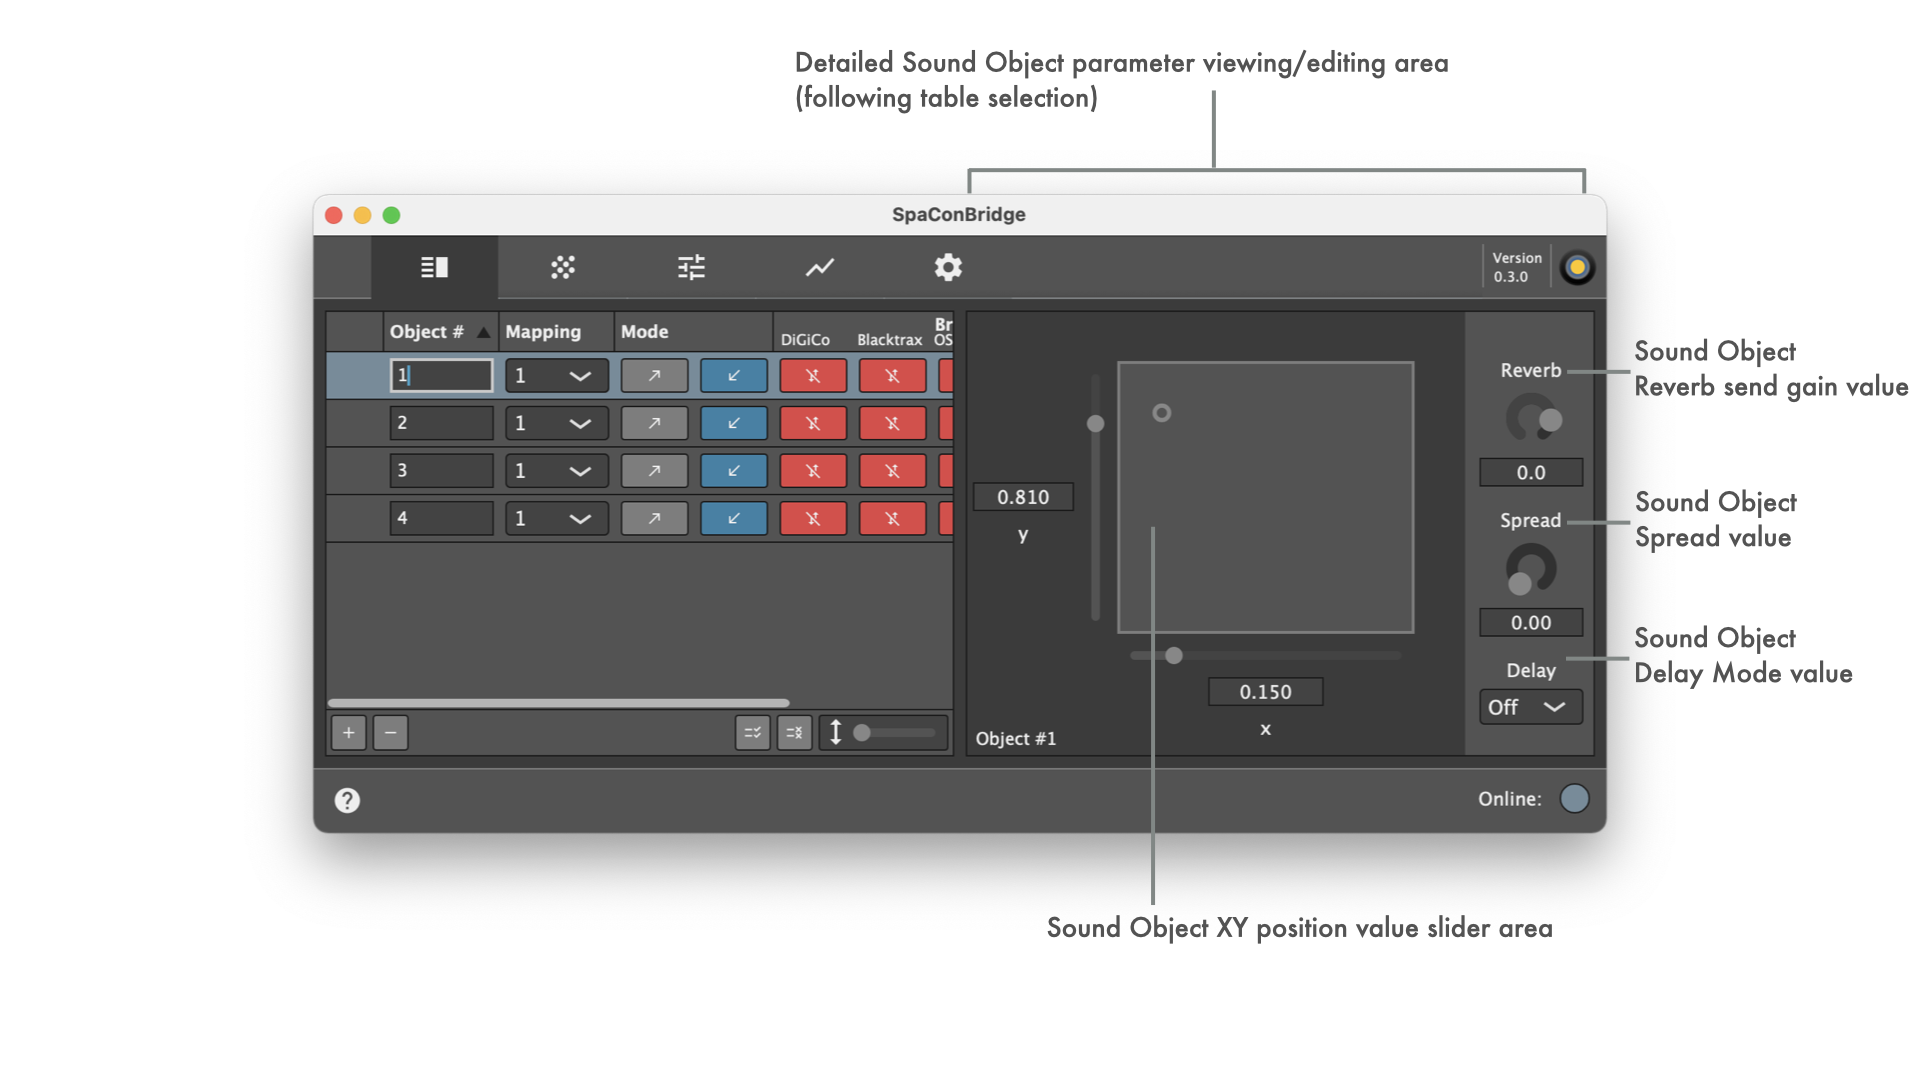 Detailed Sound Object parameter viewing/editing area
(following table selection)
SpaConBridge
Version
0.3.0
Object # Mapping Mode DiGiCo Blacktrax Br
OS
1 1
2 1
3 1
4 1
0.810
y
0.150
x
Object #1
Reverb
0.0
Spread
0.00
Delay
Off
Sound Object
Reverb send gain value
Sound Object
Spread value
Sound Object
Delay Mode value
+ −
?
Online:
Sound Object XY position value slider area